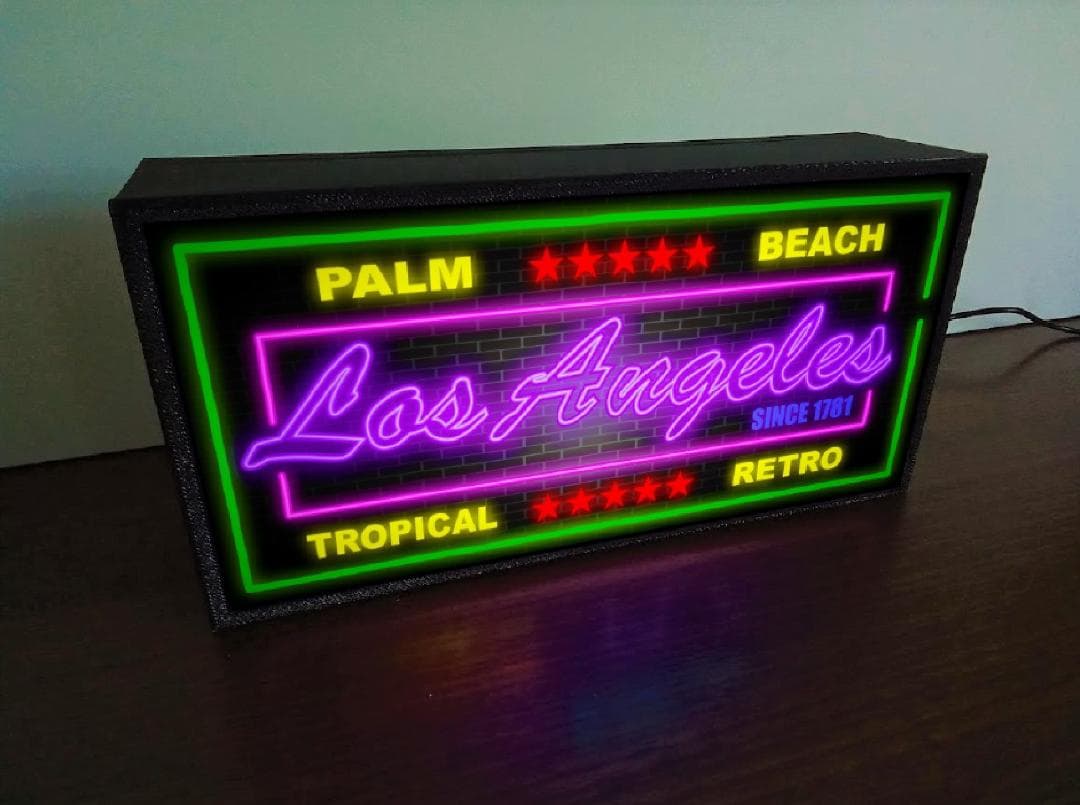 PALM ★★★★★ BEACH
Los Angeles
SINCE 1781
TROPICAL ★★★★★ RETRO